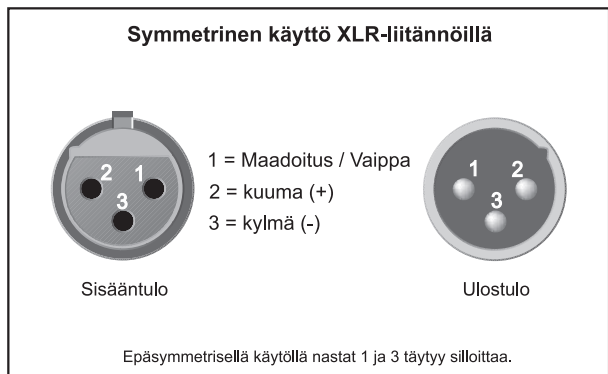 Symmetrinen käyttö XLR-liitännöillä
2 1
3
1 = Maadoitus / Vaippa
2 = kuuma (+)
3 = kylmä (-)
1 2
3
Sisääntulo
Ulostulo
Epäsymmetrisellä käytöllä nastat 1 ja 3 täytyy silloittaa.